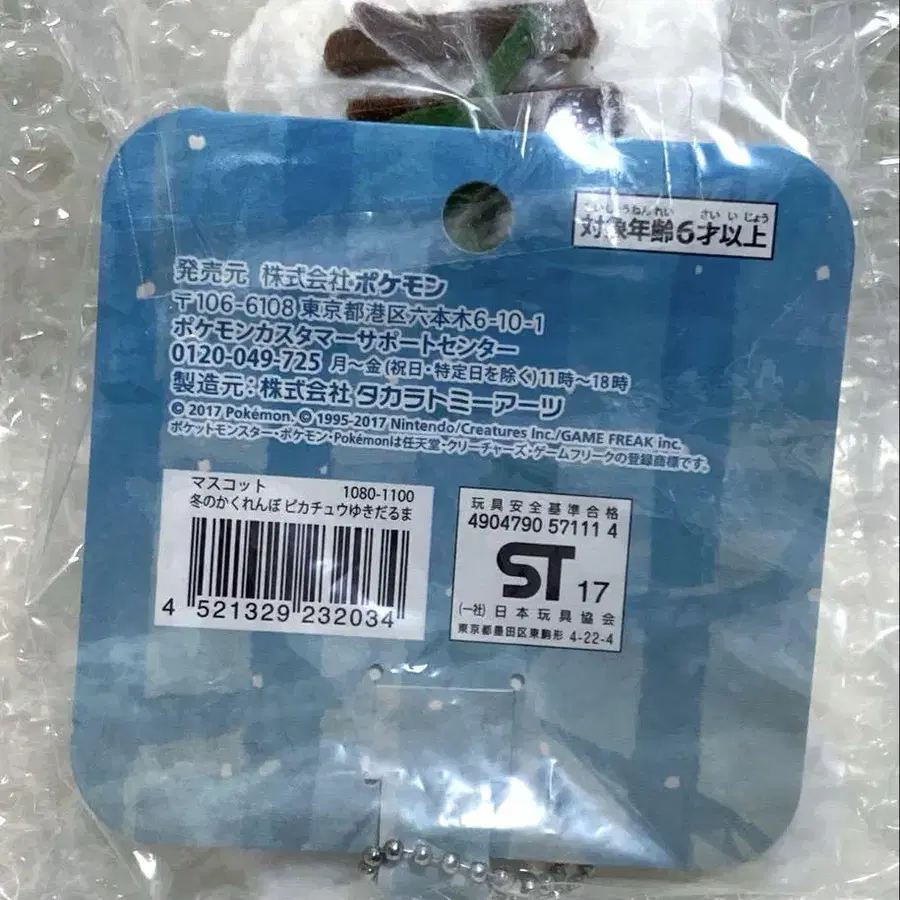 たいしょうねんれい さいいじょう
対象年齢6才以上
発売元 株式会社ポケモン
〒106-6108 東京都港区六本木6-10-1
ポケモンカスタマーサポートセンター
0120-049-725 月～金(祝日・特定日を除く)11時～18時
製造元:株式会社 タカラトミーアーツ
© 2017 Pokémon. © 1995-2017 Nintendo/Creatures Inc./GAME FREAK inc.
ポケットモンスター・ポケモン・Pokémonは任天堂・クリーチャーズ・ゲームフリークの登録商標です。
マスコット 1080-1100
冬のかくれんぼ ピカチュウゆきだるま
4 521329 232034
玩具安全基準合格
4904790 57111 4
ST 17
(一社) 日本玩具協会
東京都墨田区東駒形 4-22-4